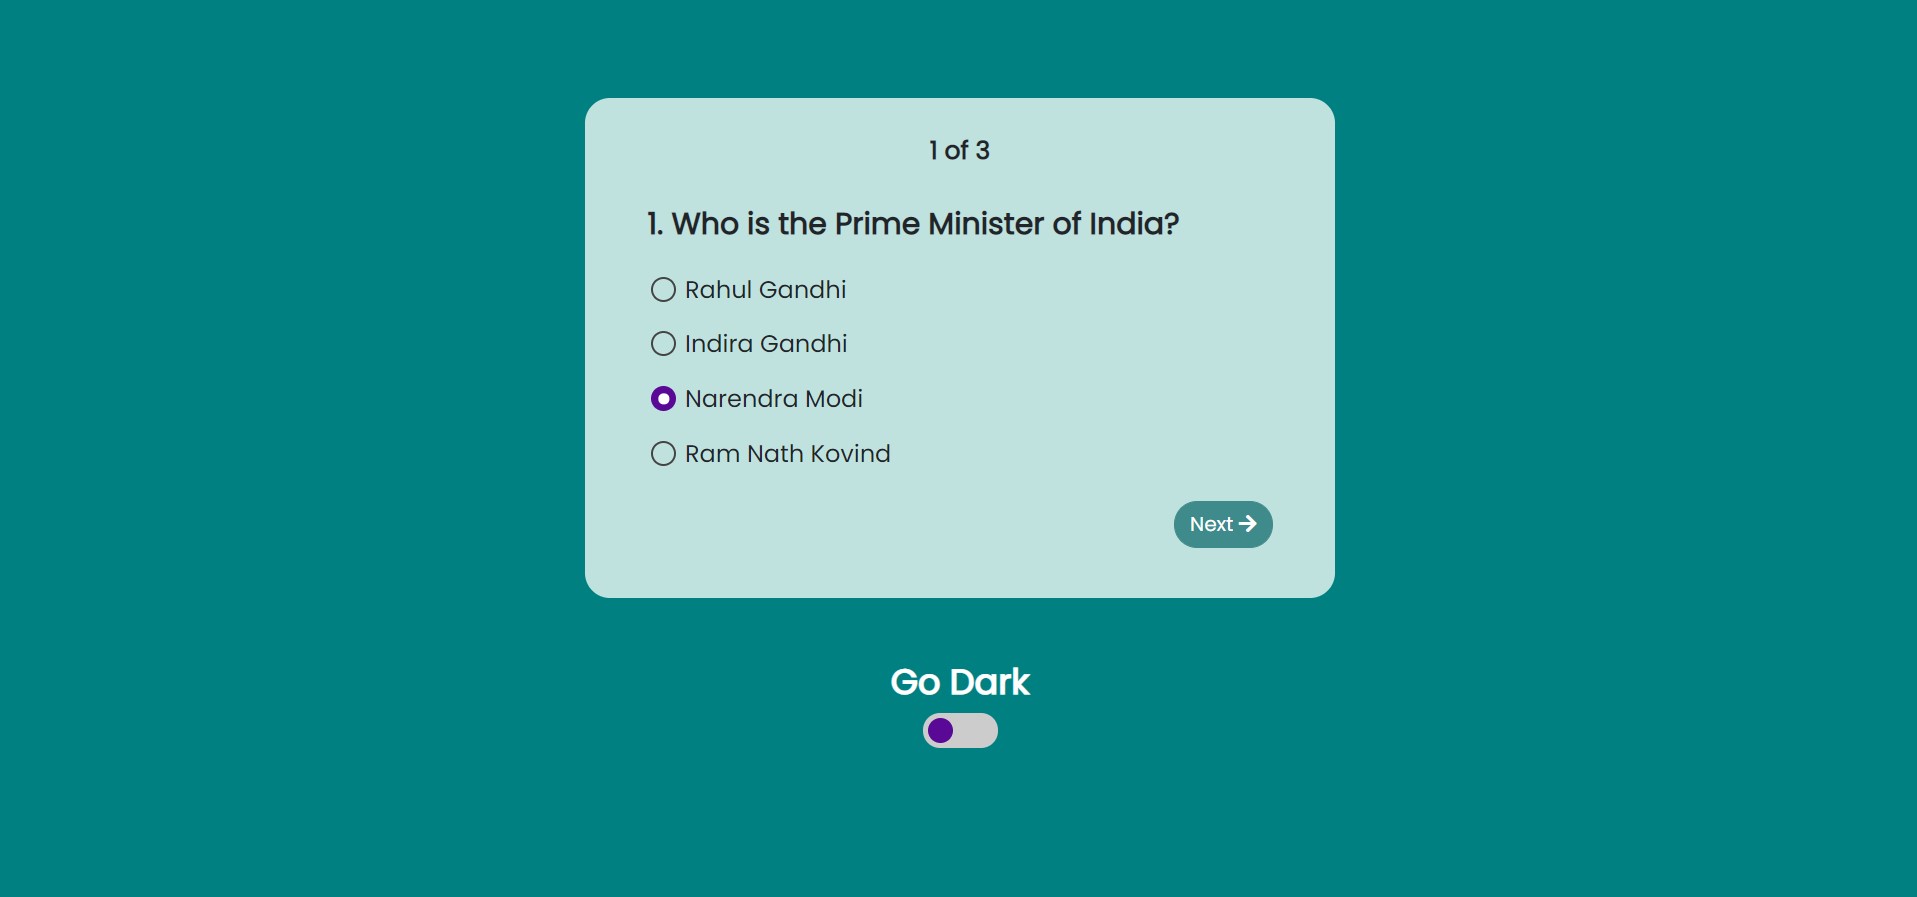 1 of 3
1. Who is the Prime Minister of India?
Rahul Gandhi
Indira Gandhi
Narendra Modi
Ram Nath Kovind
Next
Go Dark